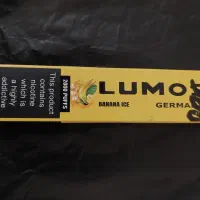 This product
contains
nicotine
which is
a highly
addictive
2000 PUFFS
LUMO
BANANA ICE
GERMA